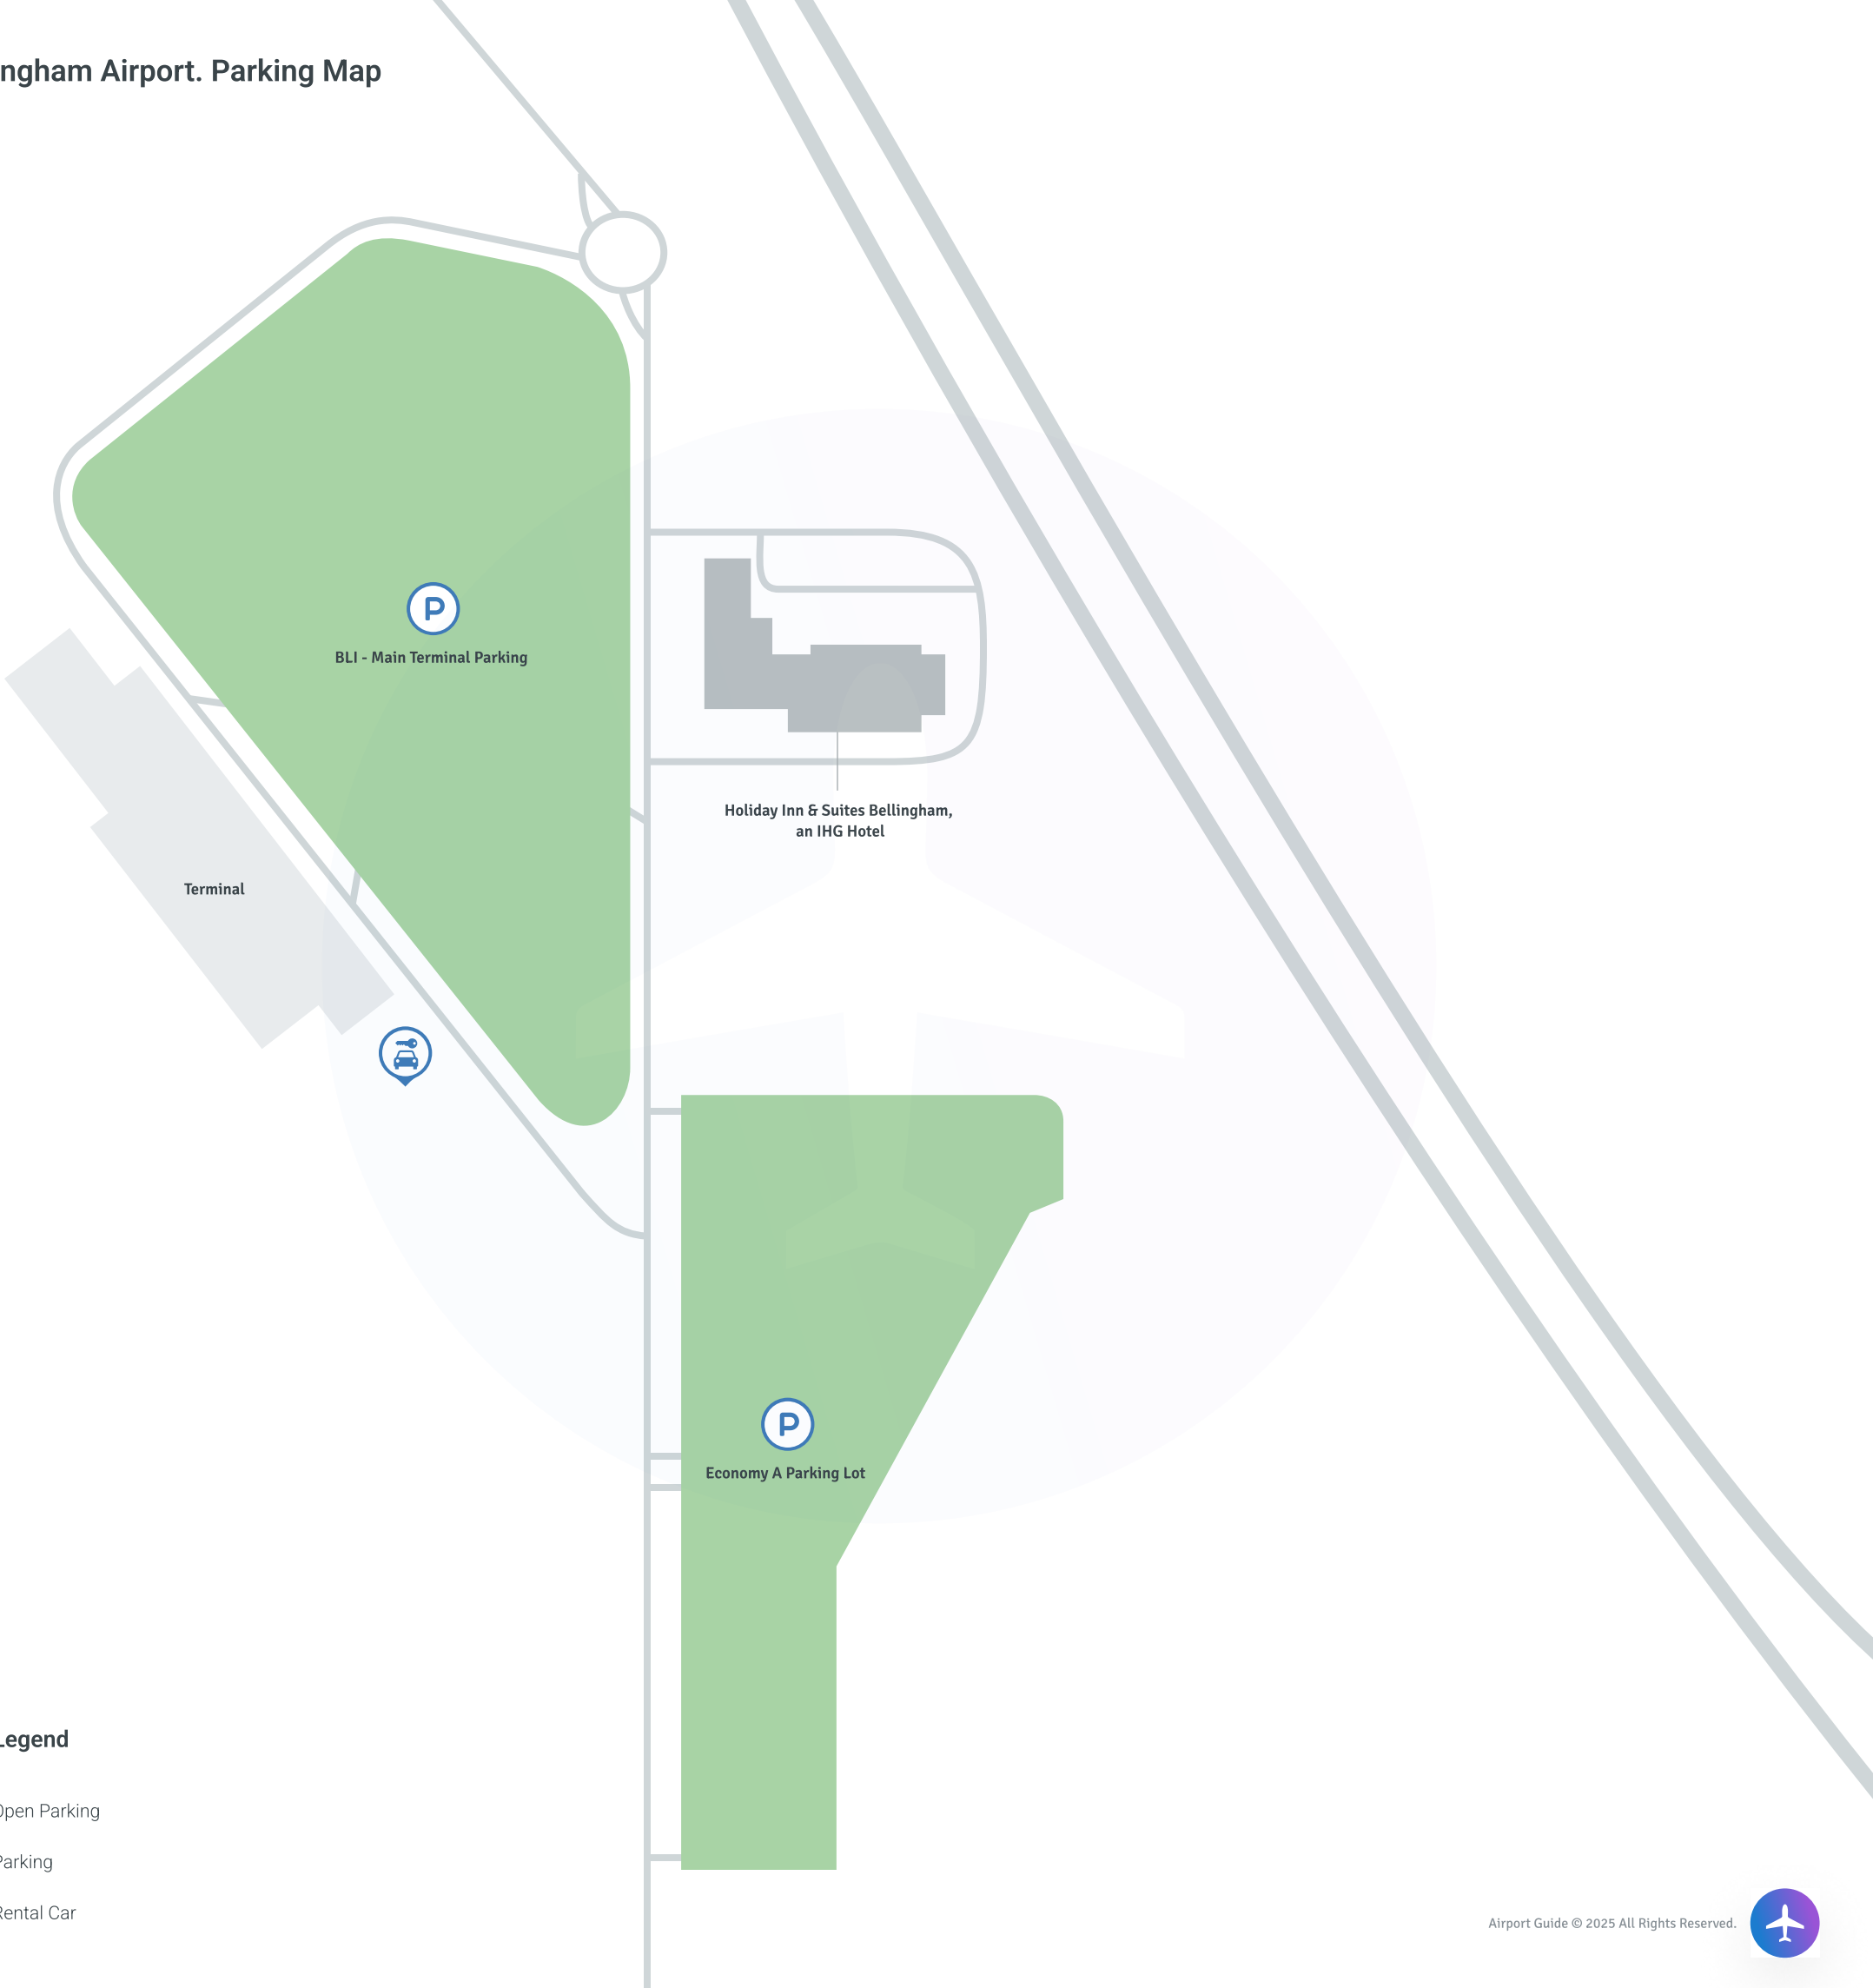 ngham Airport. Parking Map
P
BLI - Main Terminal Parking
Holiday Inn & Suites Bellingham,
an IHG Hotel
Terminal
P
Economy A Parking Lot
Legend
Open Parking
Parking
Rental Car
Airport Guide © 2025 All Rights Reserved.